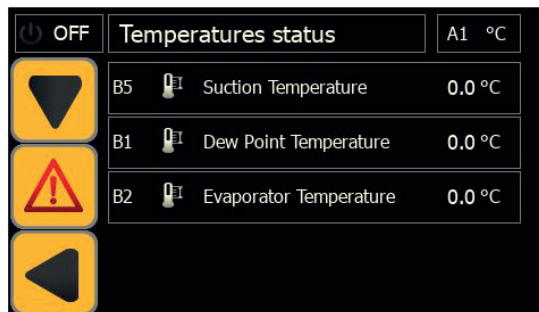 OFF Temperatures status A1 °C
B5 Suction Temperature 0.0 °C
B1 Dew Point Temperature 0.0 °C
B2 Evaporator Temperature 0.0 °C